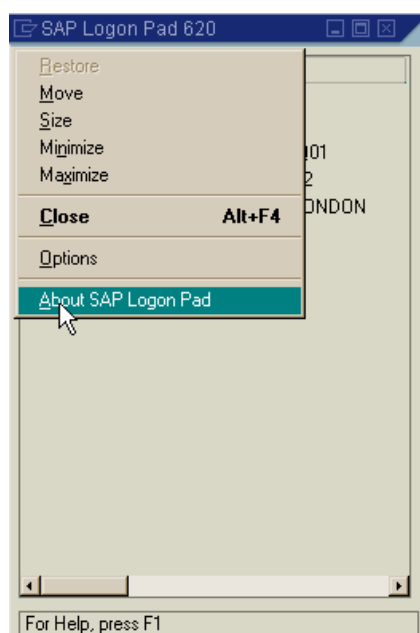 SAP Logon Pad 620
Restore
Move
Size
Minimize
Maximize
Close Alt+F4
Options
About SAP Logon Pad
01
2
ONDON
For Help, press F1